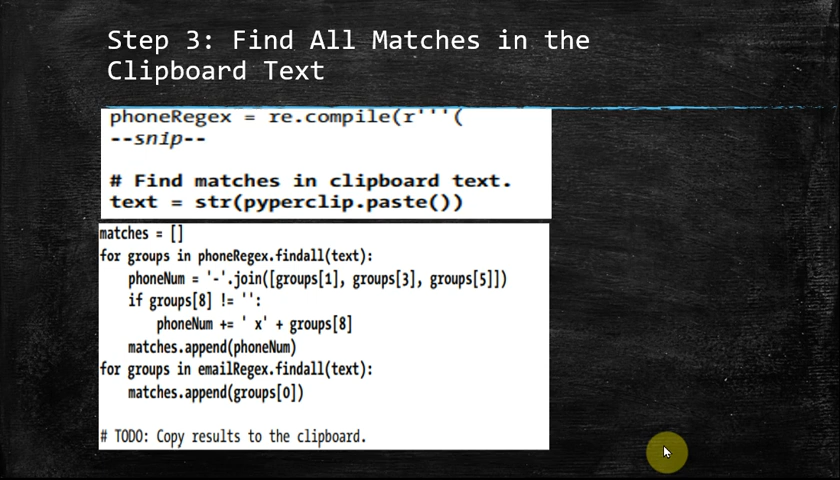 Step 3: Find All Matches in the
Clipboard Text
phoneRegex = re.compile(r'''(
--snip--
# Find matches in clipboard text.
text = str(pyperclip.paste())
matches = []
for groups in phoneRegex.findall(text):
    phoneNum = '-'.join([groups[1], groups[3], groups[5]])
    if groups[8] != '':
        phoneNum += ' x' + groups[8]
    matches.append(phoneNum)
for groups in emailRegex.findall(text):
    matches.append(groups[0])
# TODO: Copy results to the clipboard.